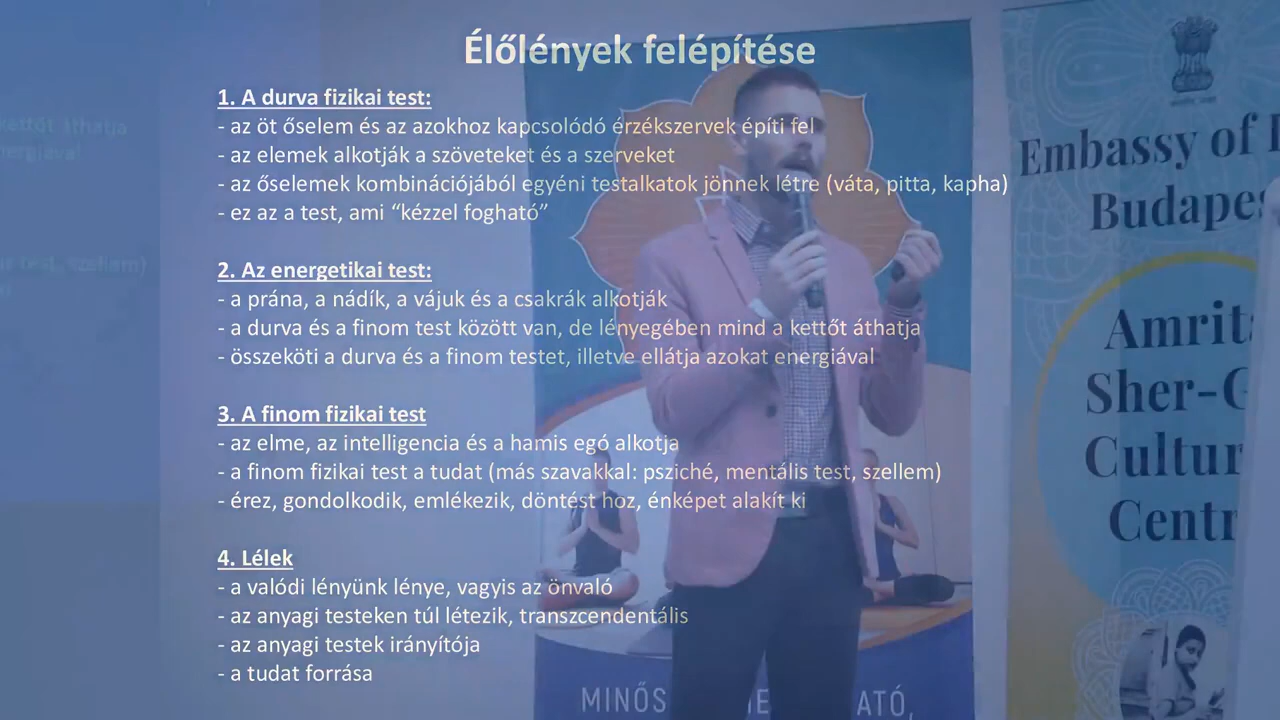 Élőlények felépítése
1. A durva fizikai test:
- az öt őselem és az azokhoz kapcsolódó érzékszervek építi fel
- az elemek alkotják a szöveteket és a szerveket
- az őselemek kombinációjából egyéni testalkatok jönnek létre (váta, pitta, kapha)
- ez az a test, ami “kézzel fogható”
2. Az energetikai test:
- a prána, a nádík, a vájuk és a csakrák alkotják
- a durva és a finom test között van, de lényegében mind a kettőt áthatja
- összeköti a durva és a finom testet, illetve ellátja azokat energiával
3. A finom fizikai test
- az elme, az intelligencia és a hamis egó alkotja
- a finom fizikai test a tudat (más szavakkal: psziché, mentális test, szellem)
- érez, gondolkodik, emlékezik, döntést hoz, énképet alakít ki
4. Lélek
- a valódi lényünk lénye, vagyis az önvaló
- az anyagi testeken túl létezik, transzcendentális
- az anyagi testek irányítója
- a tudat forrása
Embassy of
Budapes
Amrit
Sher-G
Cultur
Centr
MINŐS
ATÓ,
áthatja
test, szellem)